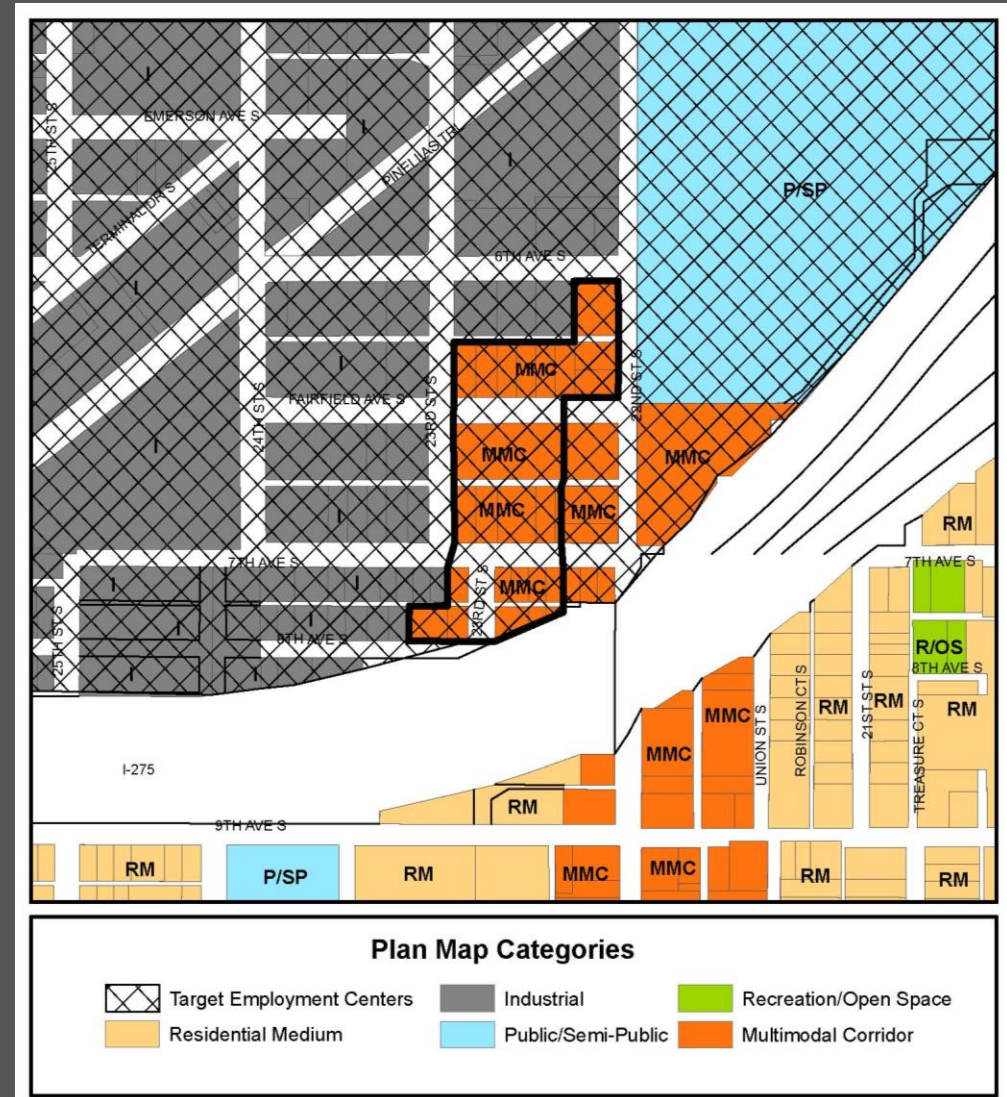 EMERSON AVE S
I
I
25TH ST S
PINELLAS TRL
I
P/SP
TERMINAL DR S
6TH AVE S
I
I
MMC
22ND ST S
FAIRFIELD AVE S
24TH ST S
23RD ST S
I
MMC
MMC
MMC
MMC
I
RM
7TH AVE S
7TH AVE S
I
I
MMC
23RD ST S
25TH ST S
I
I
8TH AVE S
R/OS
8TH AVE S
I
I
RM
RM
RM
21ST ST S
ROBINSON CT S
UNION ST S
TREASURE CT S
MMC
MMC
I-275
RM
9TH AVE S
RM
P/SP
RM
MMC
MMC
RM
RM
Plan Map Categories
Target Employment Centers
Industrial
Recreation/Open Space
Residential Medium
Public/Semi-Public
Multimodal Corridor